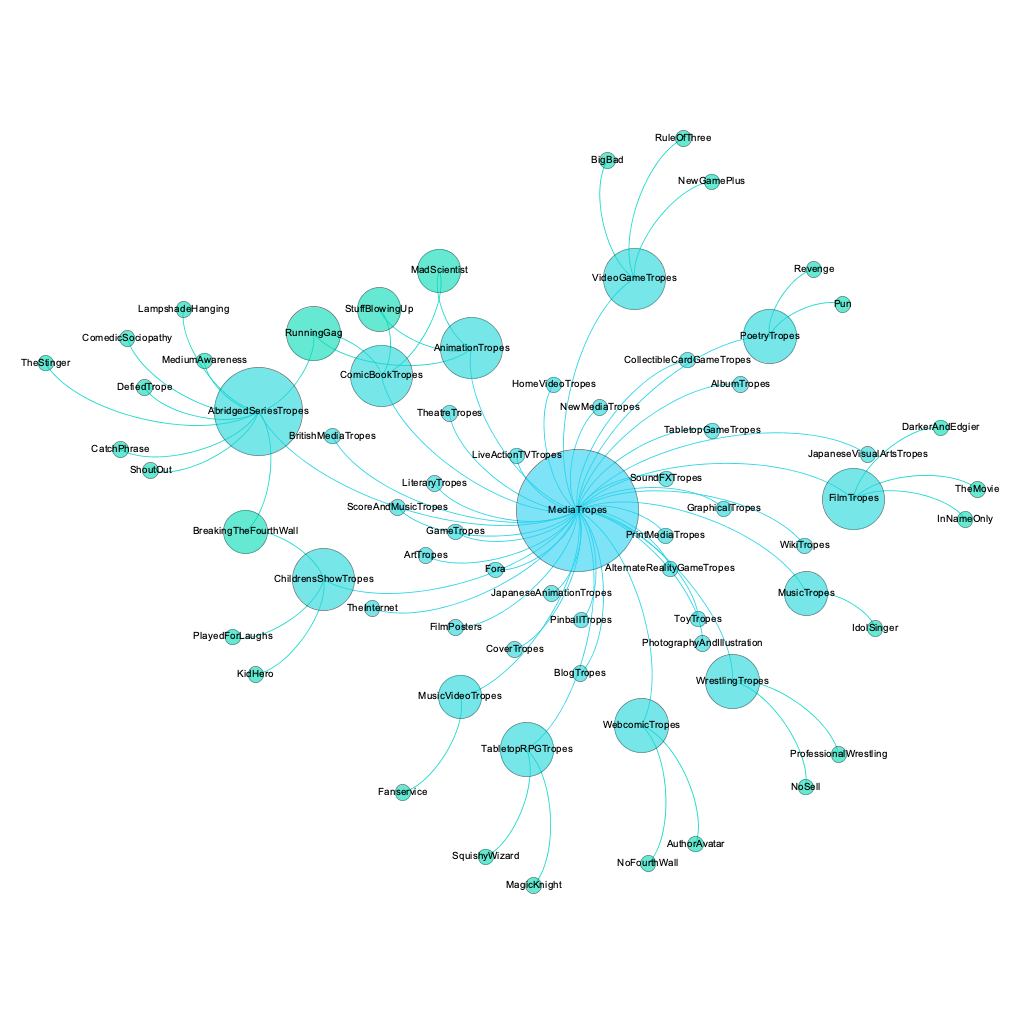 RuleOfThree
BigBad
NewGamePlus
MadScientist
Revenge
VideoGameTropes
Pun
LampshadeHanging
StuffBlowingUp
RunningGag
PoetryTropes
ComedicSociopathy
AnimationTropes
TheStinger
MediumAwareness
CollectibleCardGameTropes
ComicBookTropes
DefiedTrope
HomeVideoTropes
AlbumTropes
AbridgedSeriesTropes
TheatreTropes
NewMediaTropes
DarkerAndEdgier
BritishMediaTropes
TabletopGameTropes
CatchPhrase
LiveActionTVTropes
JapaneseVisualArtsTropes
ShoutOut
SoundFXTropes
LiteraryTropes
TheMovie
FilmTropes
ScoreAndMusicTropes
MediaTropes
GraphicalTropes
InNameOnly
BreakingTheFourthWall
GameTropes
PrintMediaTropes
WikiTropes
ArtTropes
Fora
AlternateRealityGameTropes
ChildrensShowTropes
JapaneseAnimationTropes
MusicTropes
TheInternet
PinballTropes
ToyTropes
FilmPosters
IdolSinger
PlayedForLaughs
PhotographyAndIllustration
CoverTropes
KidHero
BlogTropes
WrestlingTropes
MusicVideoTropes
WebcomicTropes
TabletopRPGTropes
ProfessionalWrestling
NoSell
Fanservice
AuthorAvatar
SquishyWizard
NoFourthWall
MagicKnight